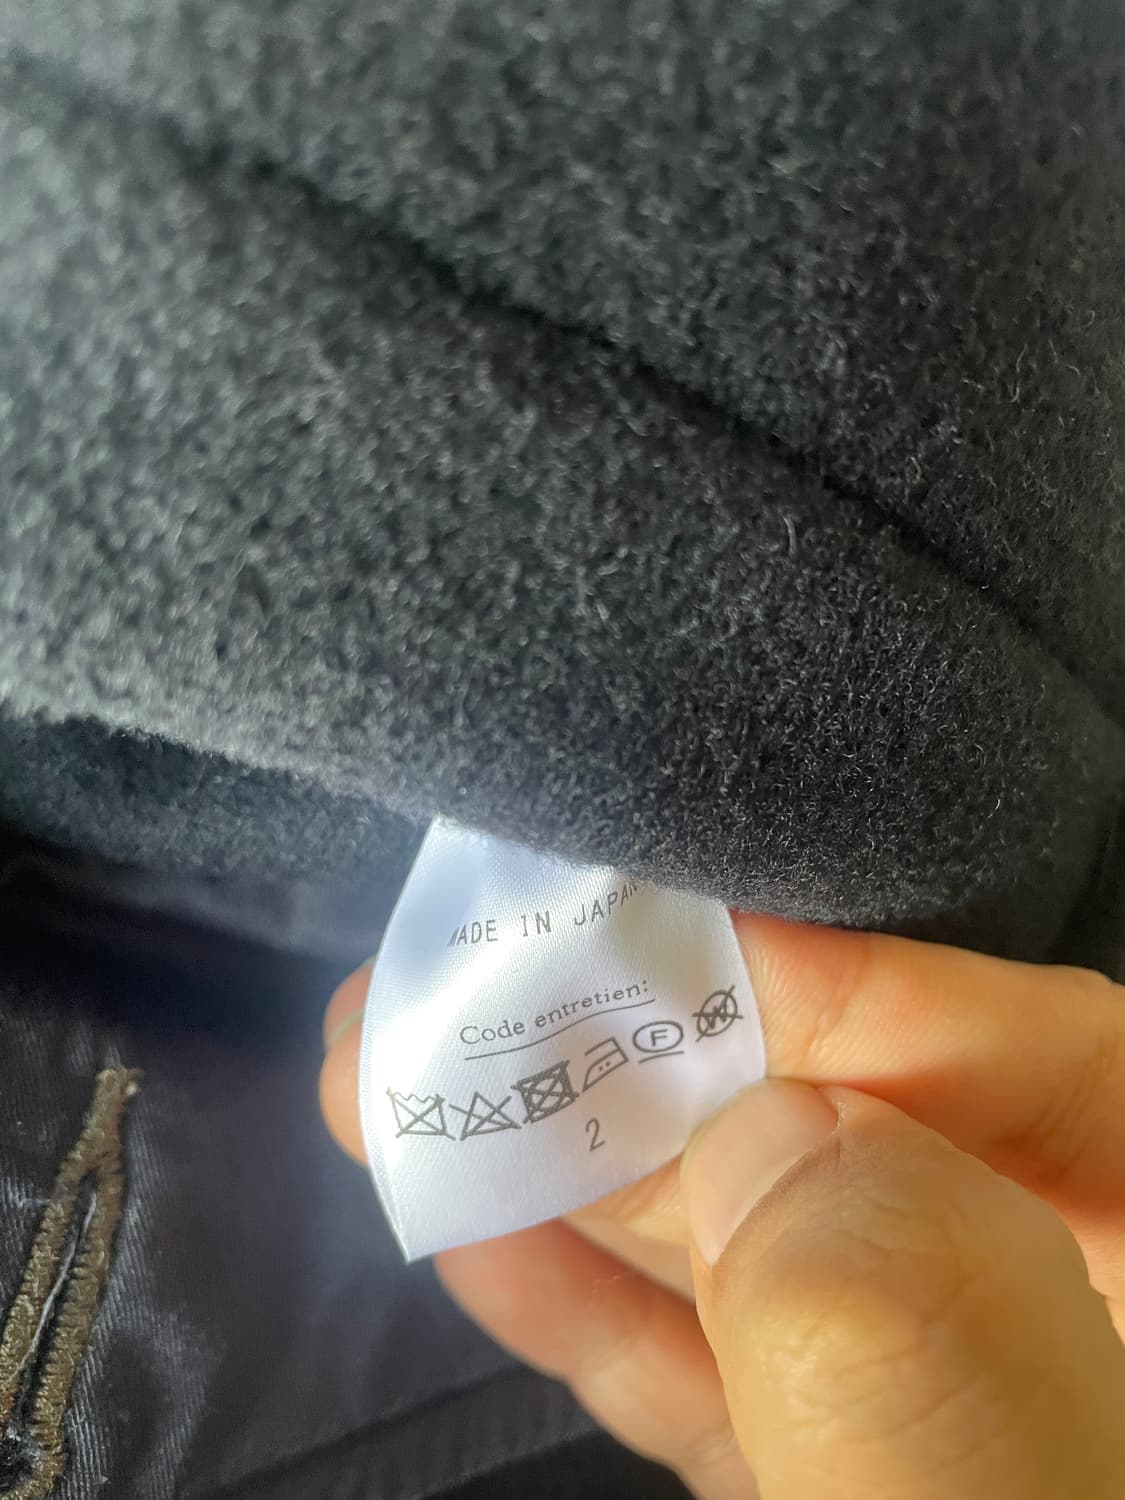 MADE IN JAPAN
Code entretien:
F W
2